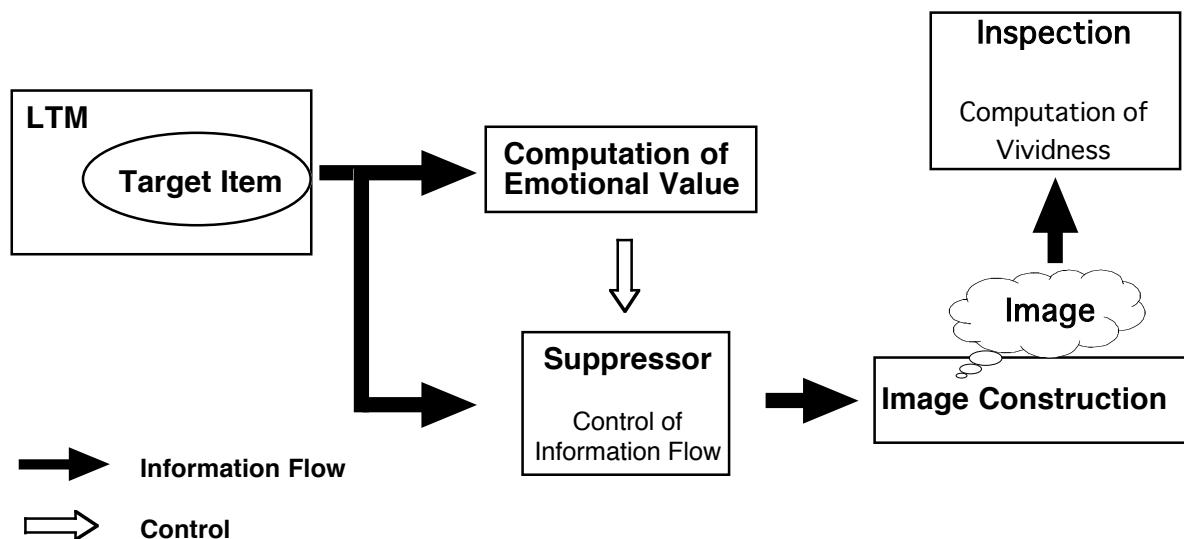 LTM
Target Item
Computation of
Emotional Value
Suppressor
Control of
Information Flow
Inspection
Computation of
Vividness
Image
Image Construction
Information Flow
Control